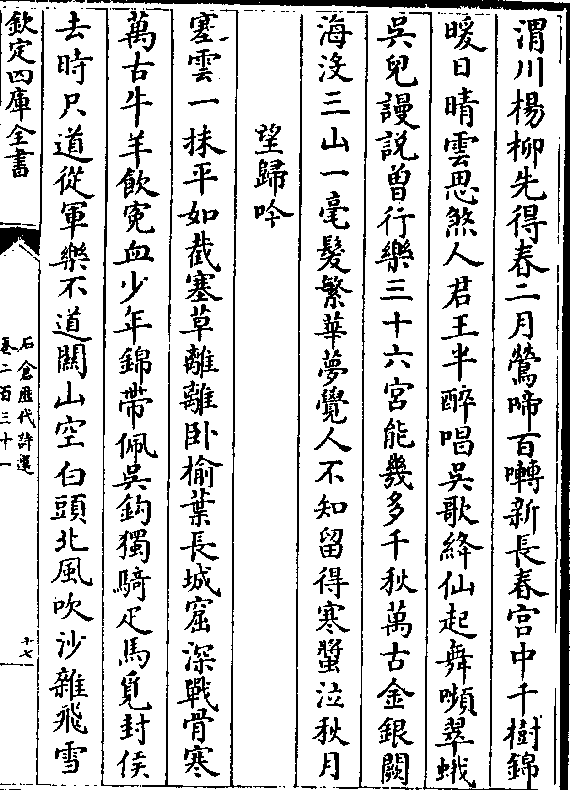 渭川楊柳先得春二月鶯啼百囀新長春宫中千樹錦
暖日晴雲思煞人君王半醉唱吳歌絳仙起舞嚬翠蛾
吳兒謾説曽行樂三十六宮能幾多千秋萬古金銀闕
海沒三山一毫髮繁華夢覺人不知留得寒螿泣秋月
望歸吟
塞雲一抹平如截塞草離離卧榆葉長城窟深戰骨寒
萬古牛羊飲寃血少年錦帶佩吳鈎獨騎疋馬覓封侯
去時只道從軍樂不道關山空白頭北風吹沙雜飛雪
欽定四庫全書
石倉歴代詩選
卷二百三十一
十七